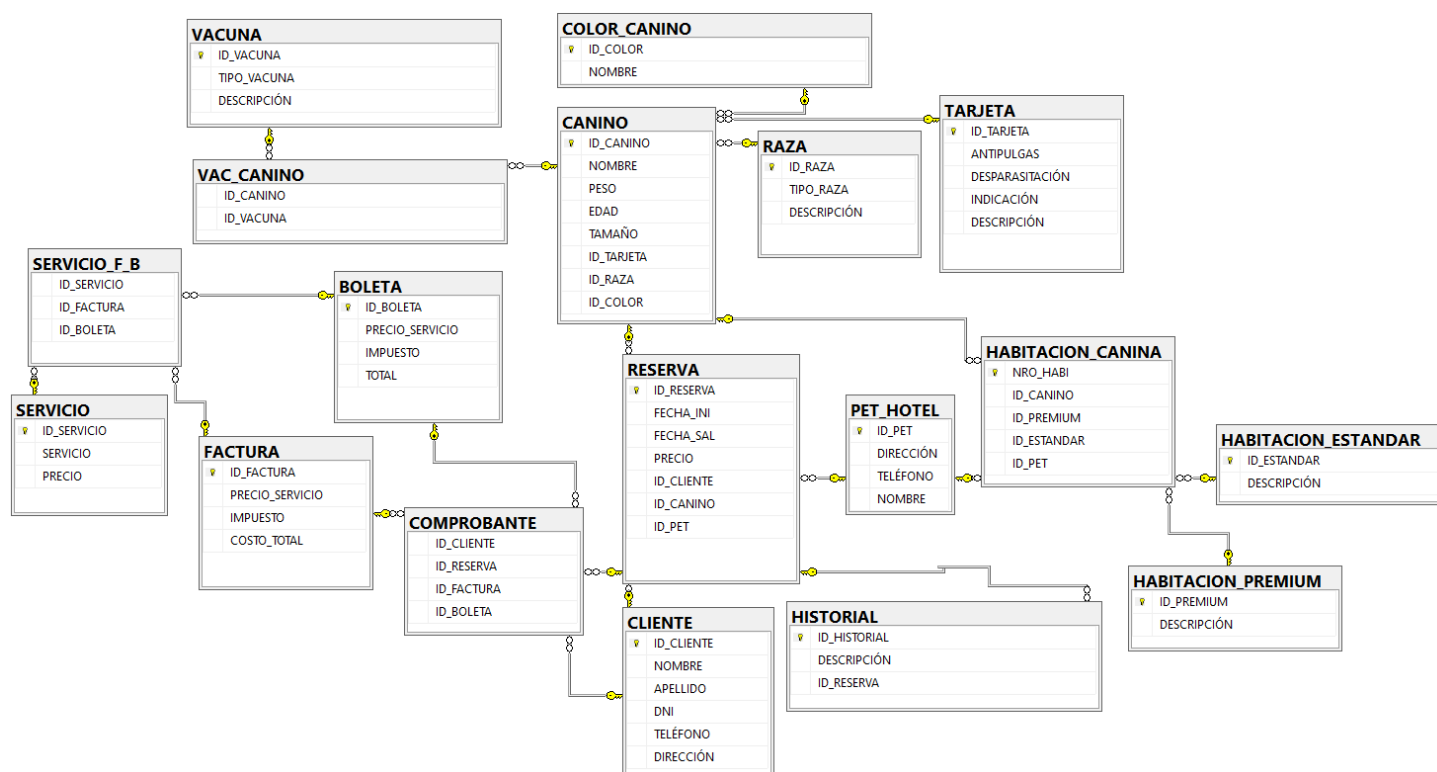 VACUNA
ID_VACUNA
TIPO_VACUNA
DESCRIPCIÓN
COLOR_CANINO
ID_COLOR
NOMBRE
TARJETA
ID_TARJETA
ANTIPULGAS
DESPARASITACIÓN
INDICACIÓN
DESCRIPCIÓN
CANINO
ID_CANINO
NOMBRE
PESO
EDAD
TAMAÑO
ID_TARJETA
ID_RAZA
ID_COLOR
RAZA
ID_RAZA
TIPO_RAZA
DESCRIPCIÓN
VAC_CANINO
ID_CANINO
ID_VACUNA
SERVICIO_F_B
ID_SERVICIO
ID_FACTURA
ID_BOLETA
BOLETA
ID_BOLETA
PRECIO_SERVICIO
IMPUESTO
TOTAL
HABITACION_CANINA
NRO_HABI
ID_CANINO
ID_PREMIUM
ID_ESTANDAR
ID_PET
RESERVA
ID_RESERVA
FECHA_INI
FECHA_SAL
PRECIO
ID_CLIENTE
ID_CANINO
ID_PET
SERVICIO
ID_SERVICIO
SERVICIO
PRECIO
PET_HOTEL
ID_PET
DIRECCIÓN
TELÉFONO
NOMBRE
HABITACION_ESTANDAR
ID_ESTANDAR
DESCRIPCIÓN
FACTURA
ID_FACTURA
PRECIO_SERVICIO
IMPUESTO
COSTO_TOTAL
COMPROBANTE
ID_CLIENTE
ID_RESERVA
ID_FACTURA
ID_BOLETA
HABITACION_PREMIUM
ID_PREMIUM
DESCRIPCIÓN
CLIENTE
ID_CLIENTE
NOMBRE
APELLIDO
DNI
TELÉFONO
DIRECCIÓN
HISTORIAL
ID_HISTORIAL
DESCRIPCIÓN
ID_RESERVA